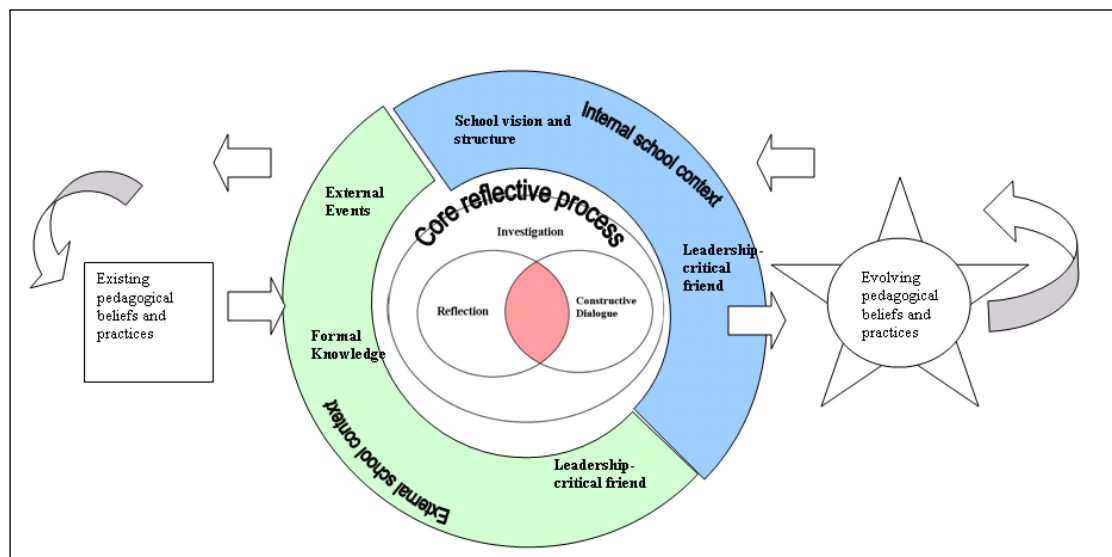 School vision and
structure
Internal school context
External
Events
Core reflective process
Investigation
Leadership-
critical
friend
Existing
pedagogical
beliefs and
practices
Reflection
Constructive
Dialogue
Evolving
pedagogical
beliefs and
practices
Formal
Knowledge
External school context
Leadership-
critical friend